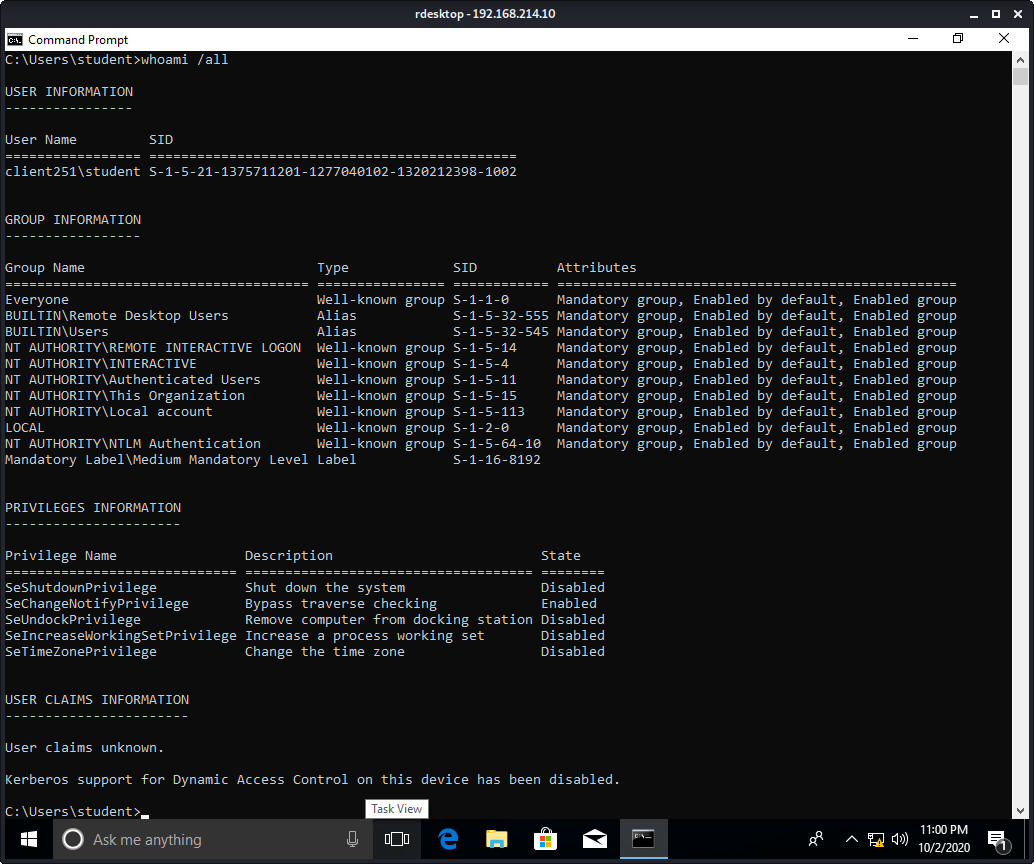 rdesktop - 192.168.214.10
Command Prompt
C:\Users\student>whoami /all
USER INFORMATION
----------------
User Name         SID
================= ==============================================
client251\student S-1-5-21-1375711201-1277040102-1320212398-1002
GROUP INFORMATION
-----------------
Group Name                             Type             SID          Attributes
====================================== ================ ============ ==================================================
Everyone                               Well-known group S-1-1-0      Mandatory group, Enabled by default, Enabled group
BUILTIN\Remote Desktop Users           Alias            S-1-5-32-555 Mandatory group, Enabled by default, Enabled group
BUILTIN\Users                          Alias            S-1-5-32-545 Mandatory group, Enabled by default, Enabled group
NT AUTHORITY\REMOTE INTERACTIVE LOGON  Well-known group S-1-5-14     Mandatory group, Enabled by default, Enabled group
NT AUTHORITY\INTERACTIVE               Well-known group S-1-5-4      Mandatory group, Enabled by default, Enabled group
NT AUTHORITY\Authenticated Users       Well-known group S-1-5-11     Mandatory group, Enabled by default, Enabled group
NT AUTHORITY\This Organization         Well-known group S-1-5-15     Mandatory group, Enabled by default, Enabled group
NT AUTHORITY\Local account             Well-known group S-1-5-113    Mandatory group, Enabled by default, Enabled group
LOCAL                                  Well-known group S-1-2-0      Mandatory group, Enabled by default, Enabled group
NT AUTHORITY\NTLM Authentication       Well-known group S-1-5-64-10  Mandatory group, Enabled by default, Enabled group
Mandatory Label\Medium Mandatory Level Label            S-1-16-8192
PRIVILEGES INFORMATION
----------------------
Privilege Name                Description                          State
============================= ==================================== ========
SeShutdownPrivilege           Shut down the system                 Disabled
SeChangeNotifyPrivilege       Bypass traverse checking             Enabled
SeUndockPrivilege             Remove computer from docking station Disabled
SeIncreaseWorkingSetPrivilege Increase a process working set       Disabled
SeTimeZonePrivilege           Change the time zone                 Disabled
USER CLAIMS INFORMATION
-----------------------
User claims unknown.
Kerberos support for Dynamic Access Control on this device has been disabled.
C:\Users\student>
Task View
Ask me anything
11:00 PM
10/2/2020
1